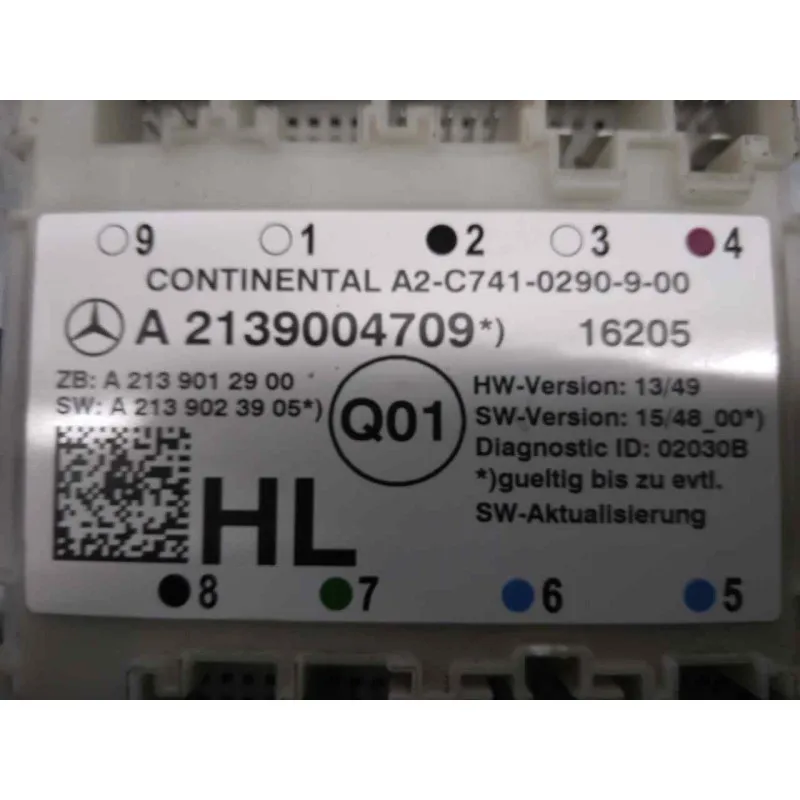 9 1 2 3 4
CONTINENTAL A2-C741-0290-9-00
A 2139004709*) 16205
ZB: A 213 901 29 00
SW: A 213 902 39 05*)
Q01
HW-Version: 13/49
SW-Version: 15/48_00*)
Diagnostic ID: 02030B
*)gueltig bis zu evtl.
SW-Aktualisierung
HL
8 7 6 5